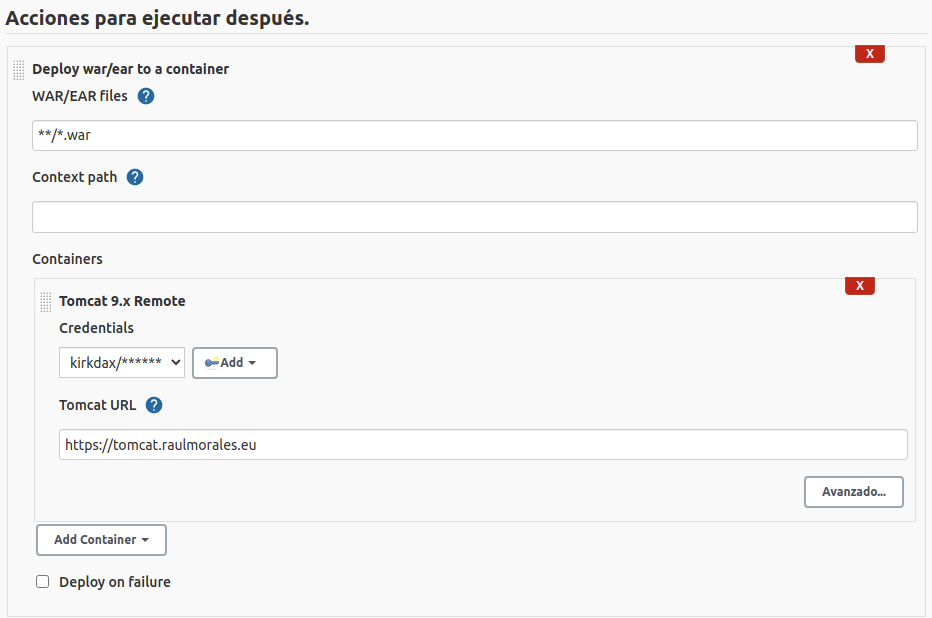 Acciones para ejecutar después.
X
Deploy war/ear to a container
WAR/EAR files ?
**/*.war
Context path ?
Containers
X
Tomcat 9.x Remote
Credentials
kirkdax/****** Add
Tomcat URL ?
https://tomcat.raulmorales.eu
Avanzado...
Add Container
Deploy on failure